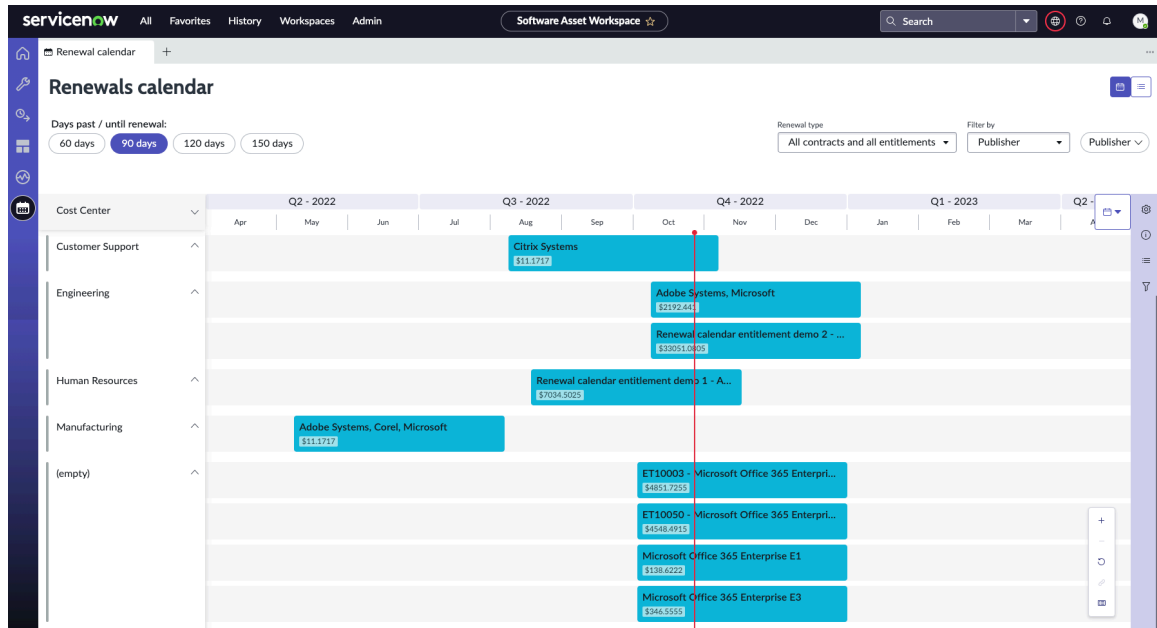 servicenow All Favorites History Workspaces Admin Software Asset Workspace Search M
Renewal calendar
Renewals calendar
Days past / until renewal:
60 days 90 days 120 days 150 days
Renewal type
All contracts and all entitlements
Filter by
Publisher
Publisher
Cost Center
Q2 - 2022 Q3 - 2022 Q4 - 2022 Q1 - 2023 Q2 -
Apr May Jun Jul Aug Sep Oct Nov Dec Jan Feb Mar
Customer Support
Citrix Systems
$11.1717
Engineering
Adobe Systems, Microsoft
$2192.441
Renewal calendar entitlement demo 2 - ...
$33051.0805
Human Resources
Renewal calendar entitlement demo 1 - A...
$7034.5025
Manufacturing
Adobe Systems, Corel, Microsoft
$11.1717
(empty)
ET10003 - Microsoft Office 365 Enterpri...
$4851.7255
ET10050 - Microsoft Office 365 Enterpri...
$4548.4915
Microsoft Office 365 Enterprise E1
$138.6222
Microsoft Office 365 Enterprise E3
$346.5555